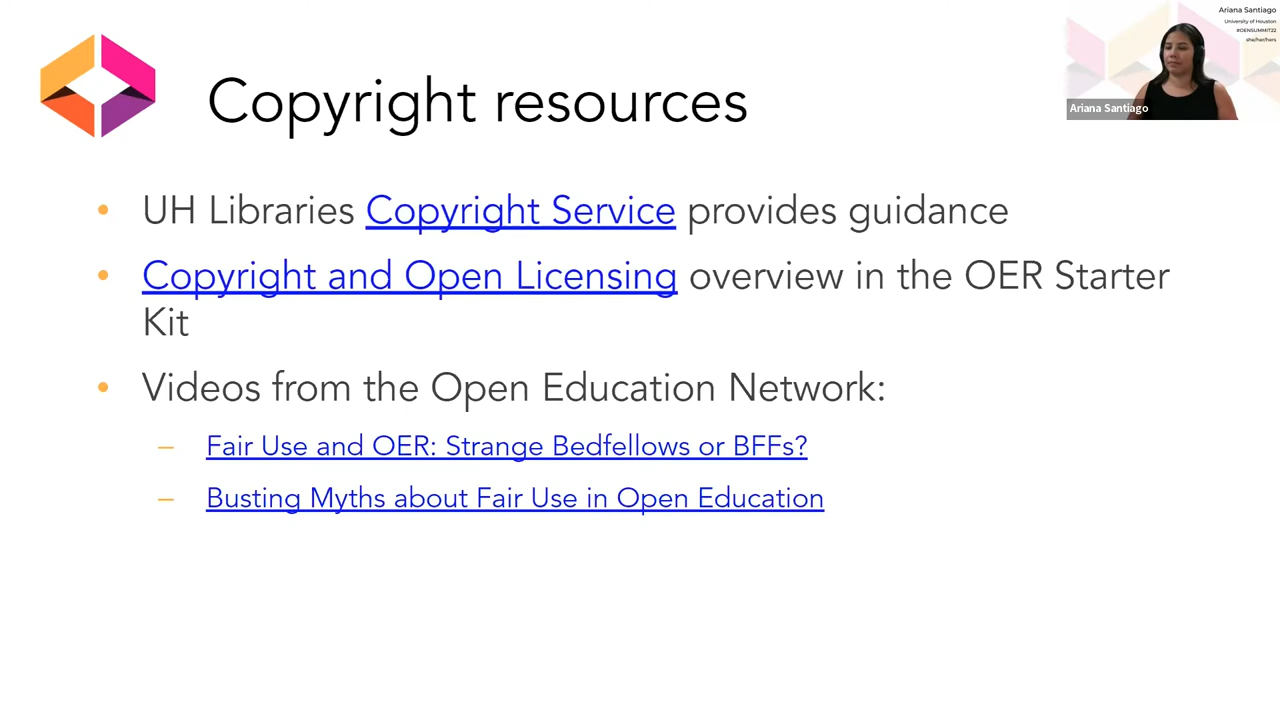 Ariana Santiago
University of Houston
#OENSUMMIT22
she/her/hers
Ariana Santiago
Copyright resources
• UH Libraries Copyright Service provides guidance
• Copyright and Open Licensing overview in the OER Starter
Kit
• Videos from the Open Education Network:
– Fair Use and OER: Strange Bedfellows or BFFs?
– Busting Myths about Fair Use in Open Education